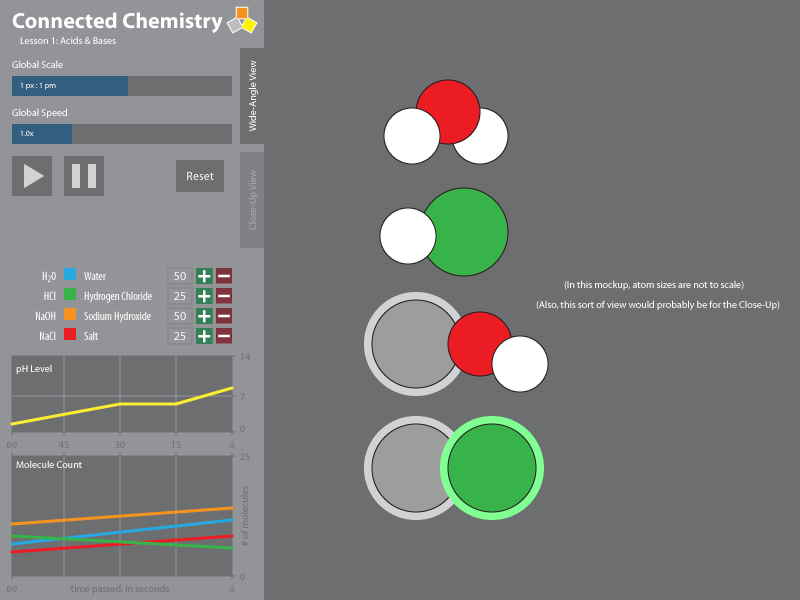 Connected Chemistry
Lesson 1: Acids & Bases
Global Scale
1 px : 1 pm
Global Speed
1.0x
Reset
Wide-Angle View
Close-Up View
H₂0 Water 50 + −
HCl Hydrogen Chloride 25 + −
NaOH Sodium Hydroxide 50 + −
NaCl Salt 25 + −
pH Level
14
7
0
60 45 30 15 0
Molecule Count
25
# of molecules
0
60 time passed, in seconds 0
(In this mockup, atom sizes are not to scale)
(Also, this sort of view would probably be for the Close-Up)